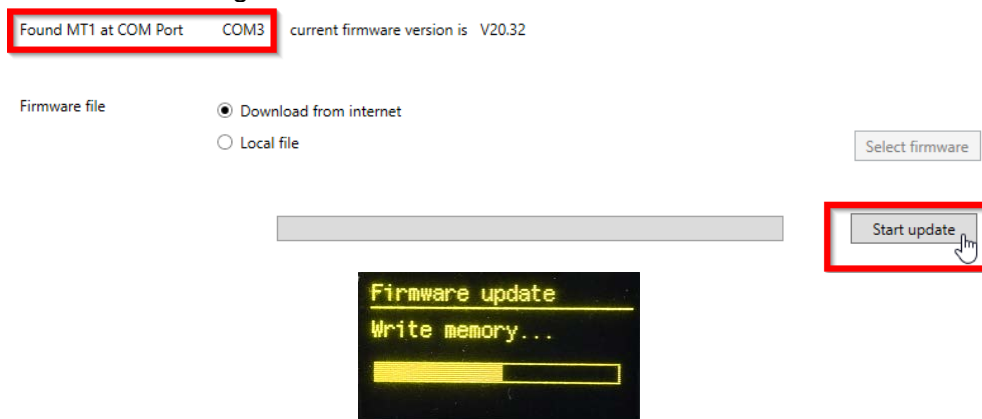 Found MT1 at COM Port COM3 current firmware version is V20.32
Firmware file
Download from internet
Local file
Select firmware
Start update
Firmware update
Write memory...